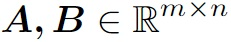 A, B ∈ ℝ^{m×n}